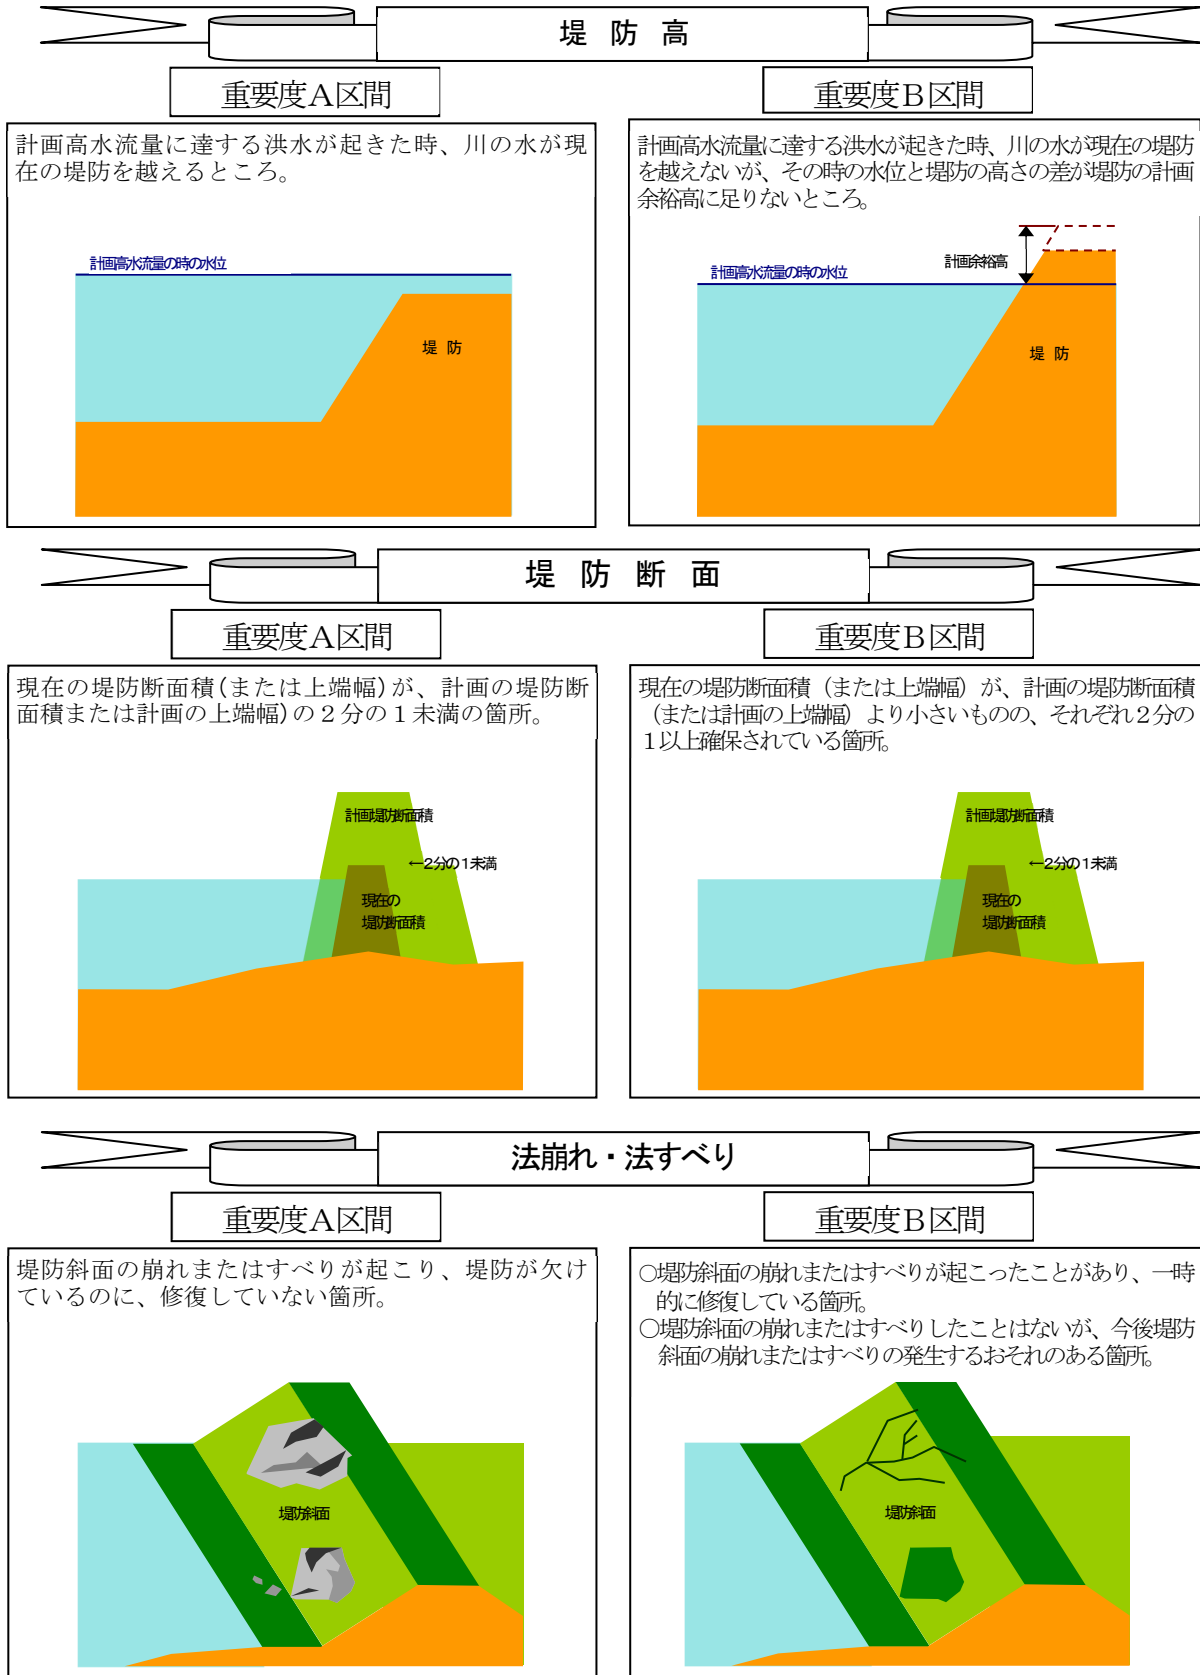 堤 防 高
重要度Ａ区間
重要度Ｂ区間
計画高水流量に達する洪水が起きた時、川の水が現
在の堤防を越えるところ。
計画高水流量の時の水位
堤 防
計画高水流量に達する洪水が起きた時、川の水が現在の堤防
を越えないが、その時の水位と堤防の高さの差が堤防の計画
余裕高に足りないところ。
計画余裕高
計画高水流量の時の水位
堤 防
堤 防 断 面
重要度Ａ区間
重要度Ｂ区間
現在の堤防断面積(または上端幅)が、計画の堤防断
面積または計画の上端幅)の２分の１未満の箇所。
計画堤防断面積
←2分の1未満
現在の
堤防断面積
現在の堤防断面積（または上端幅）が、計画の堤防断面積
（または計画の上端幅）より小さいものの、それぞれ２分の
１以上確保されている箇所。
計画堤防断面積
←2分の1未満
現在の
堤防断面積
法崩れ・法すべり
重要度Ａ区間
重要度Ｂ区間
堤防斜面の崩れまたはすべりが起こり、堤防が欠け
ているのに、修復していない箇所。
堤防斜面
○堤防斜面の崩れまたはすべりが起こったことがあり、一時
的に修復している箇所。
○堤防斜面の崩れまたはすべりしたことはないが、今後堤防
斜面の崩れまたはすべりの発生するおそれのある箇所。
堤防斜面